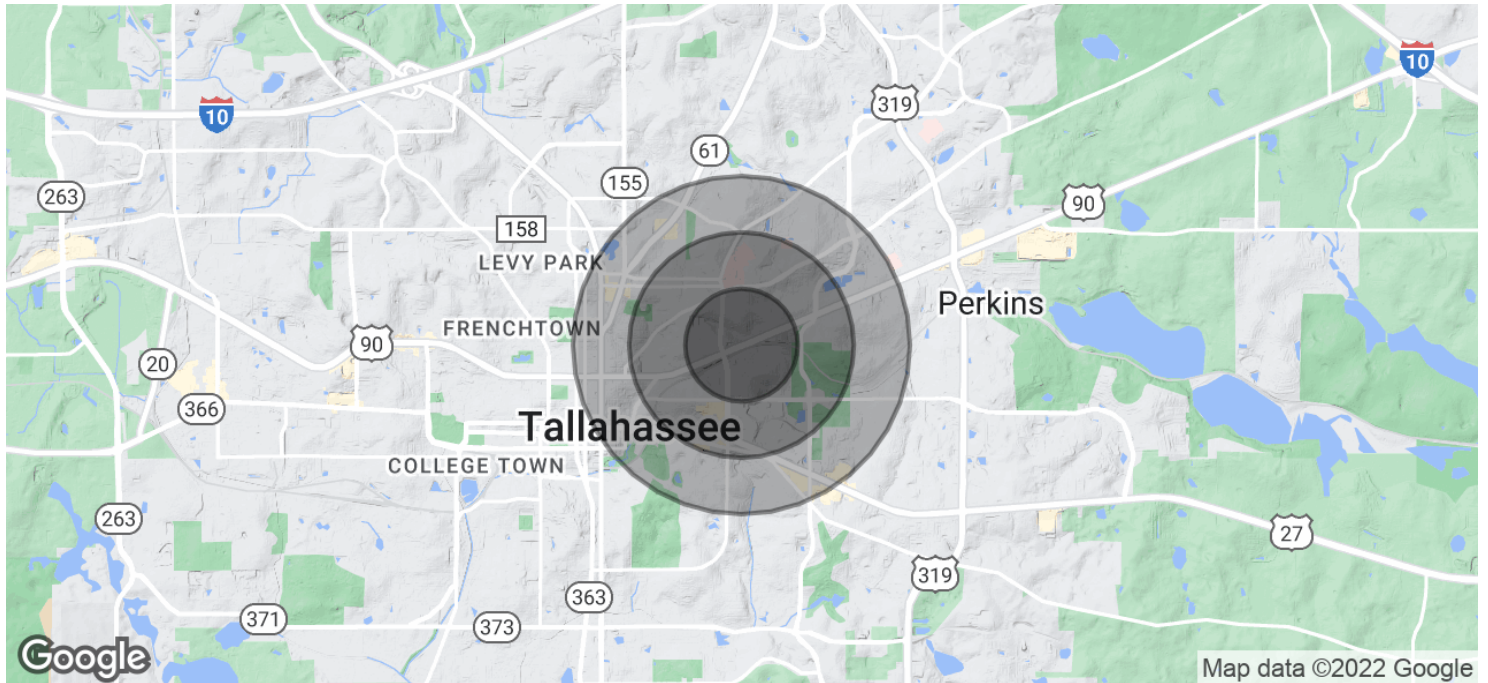 10
10
319
61
155
263
90
158
LEVY PARK
Perkins
FRENCHTOWN
90
20
366
Tallahassee
COLLEGE TOWN
263
27
319
363
371
373
Google
Map data ©2022 Google